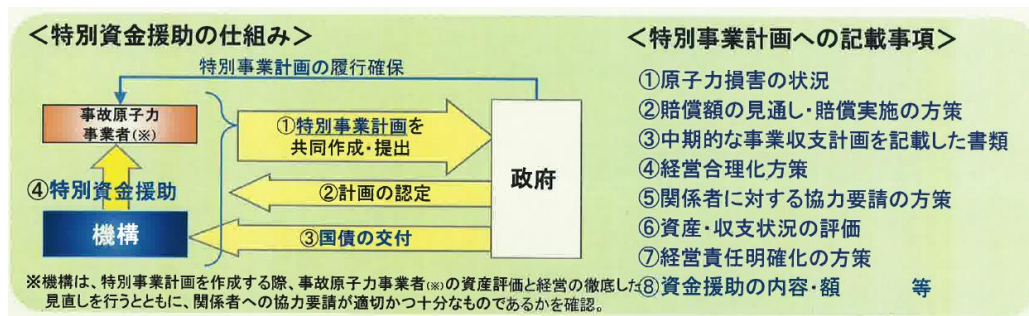 ＜特別資金援助の仕組み＞
特別事業計画の履行確保
事故原子力
事業者(※)
①特別事業計画を
共同作成・提出
政府
④特別資金援助
②計画の認定
機構
③国債の交付
※機構は、特別事業計画を作成する際、事故原子力事業者(※)の資産評価と経営の徹底した
見直しを行うとともに、関係者への協力要請が適切かつ十分なものであるかを確認。
＜特別事業計画への記載事項＞
①原子力損害の状況
②賠償額の見通し・賠償実施の方策
③中期的な事業収支計画を記載した書類
④経営合理化方策
⑤関係者に対する協力要請の方策
⑥資産・収支状況の評価
⑦経営責任明確化の方策
⑧資金援助の内容・額　　　等